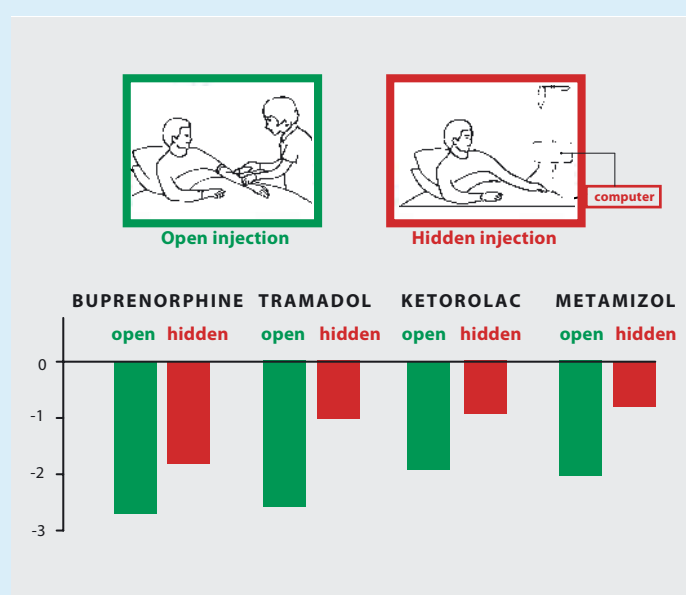 computer
Open injection Hidden injection
BUPRENORPHINE TRAMADOL KETOROLAC METAMIZOL
open hidden open hidden open hidden open hidden
0
-1
-2
-3